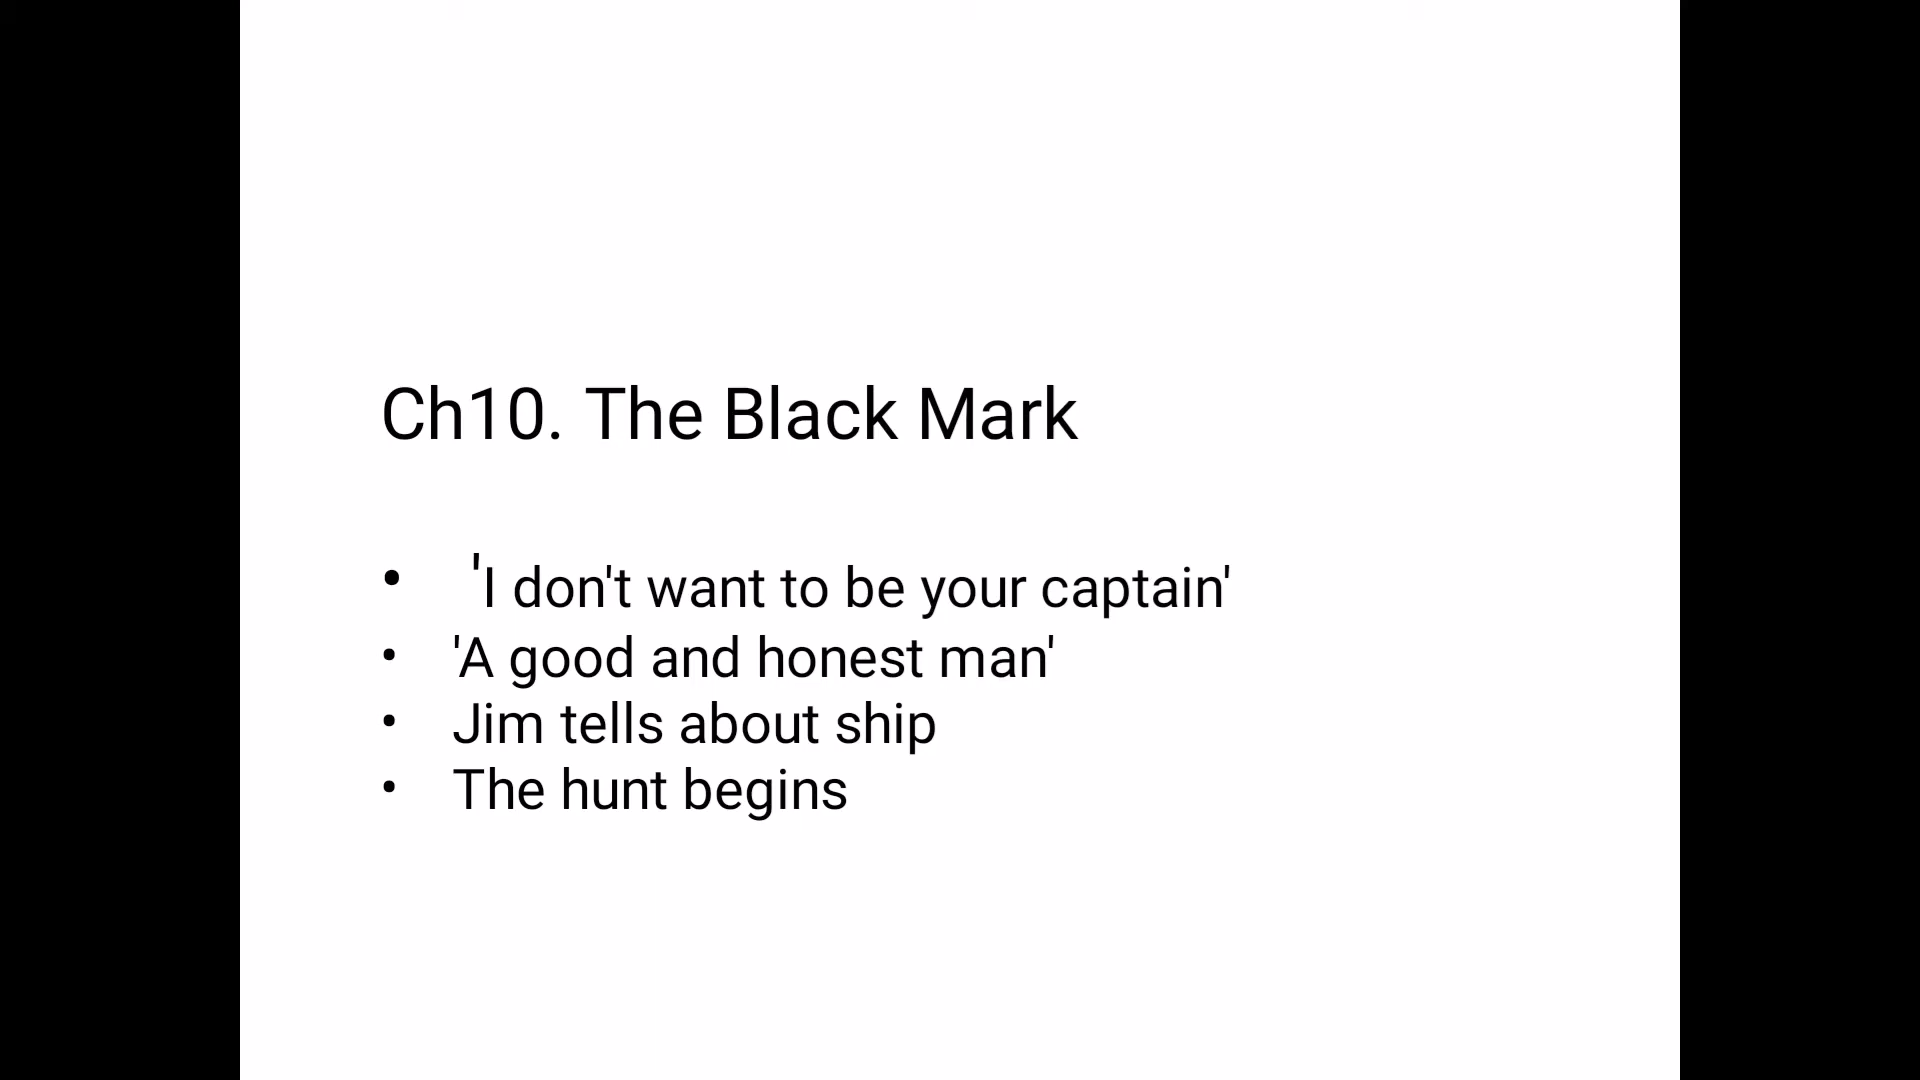 Ch10. The Black Mark
• 'I don't want to be your captain'
• 'A good and honest man'
• Jim tells about ship
• The hunt begins